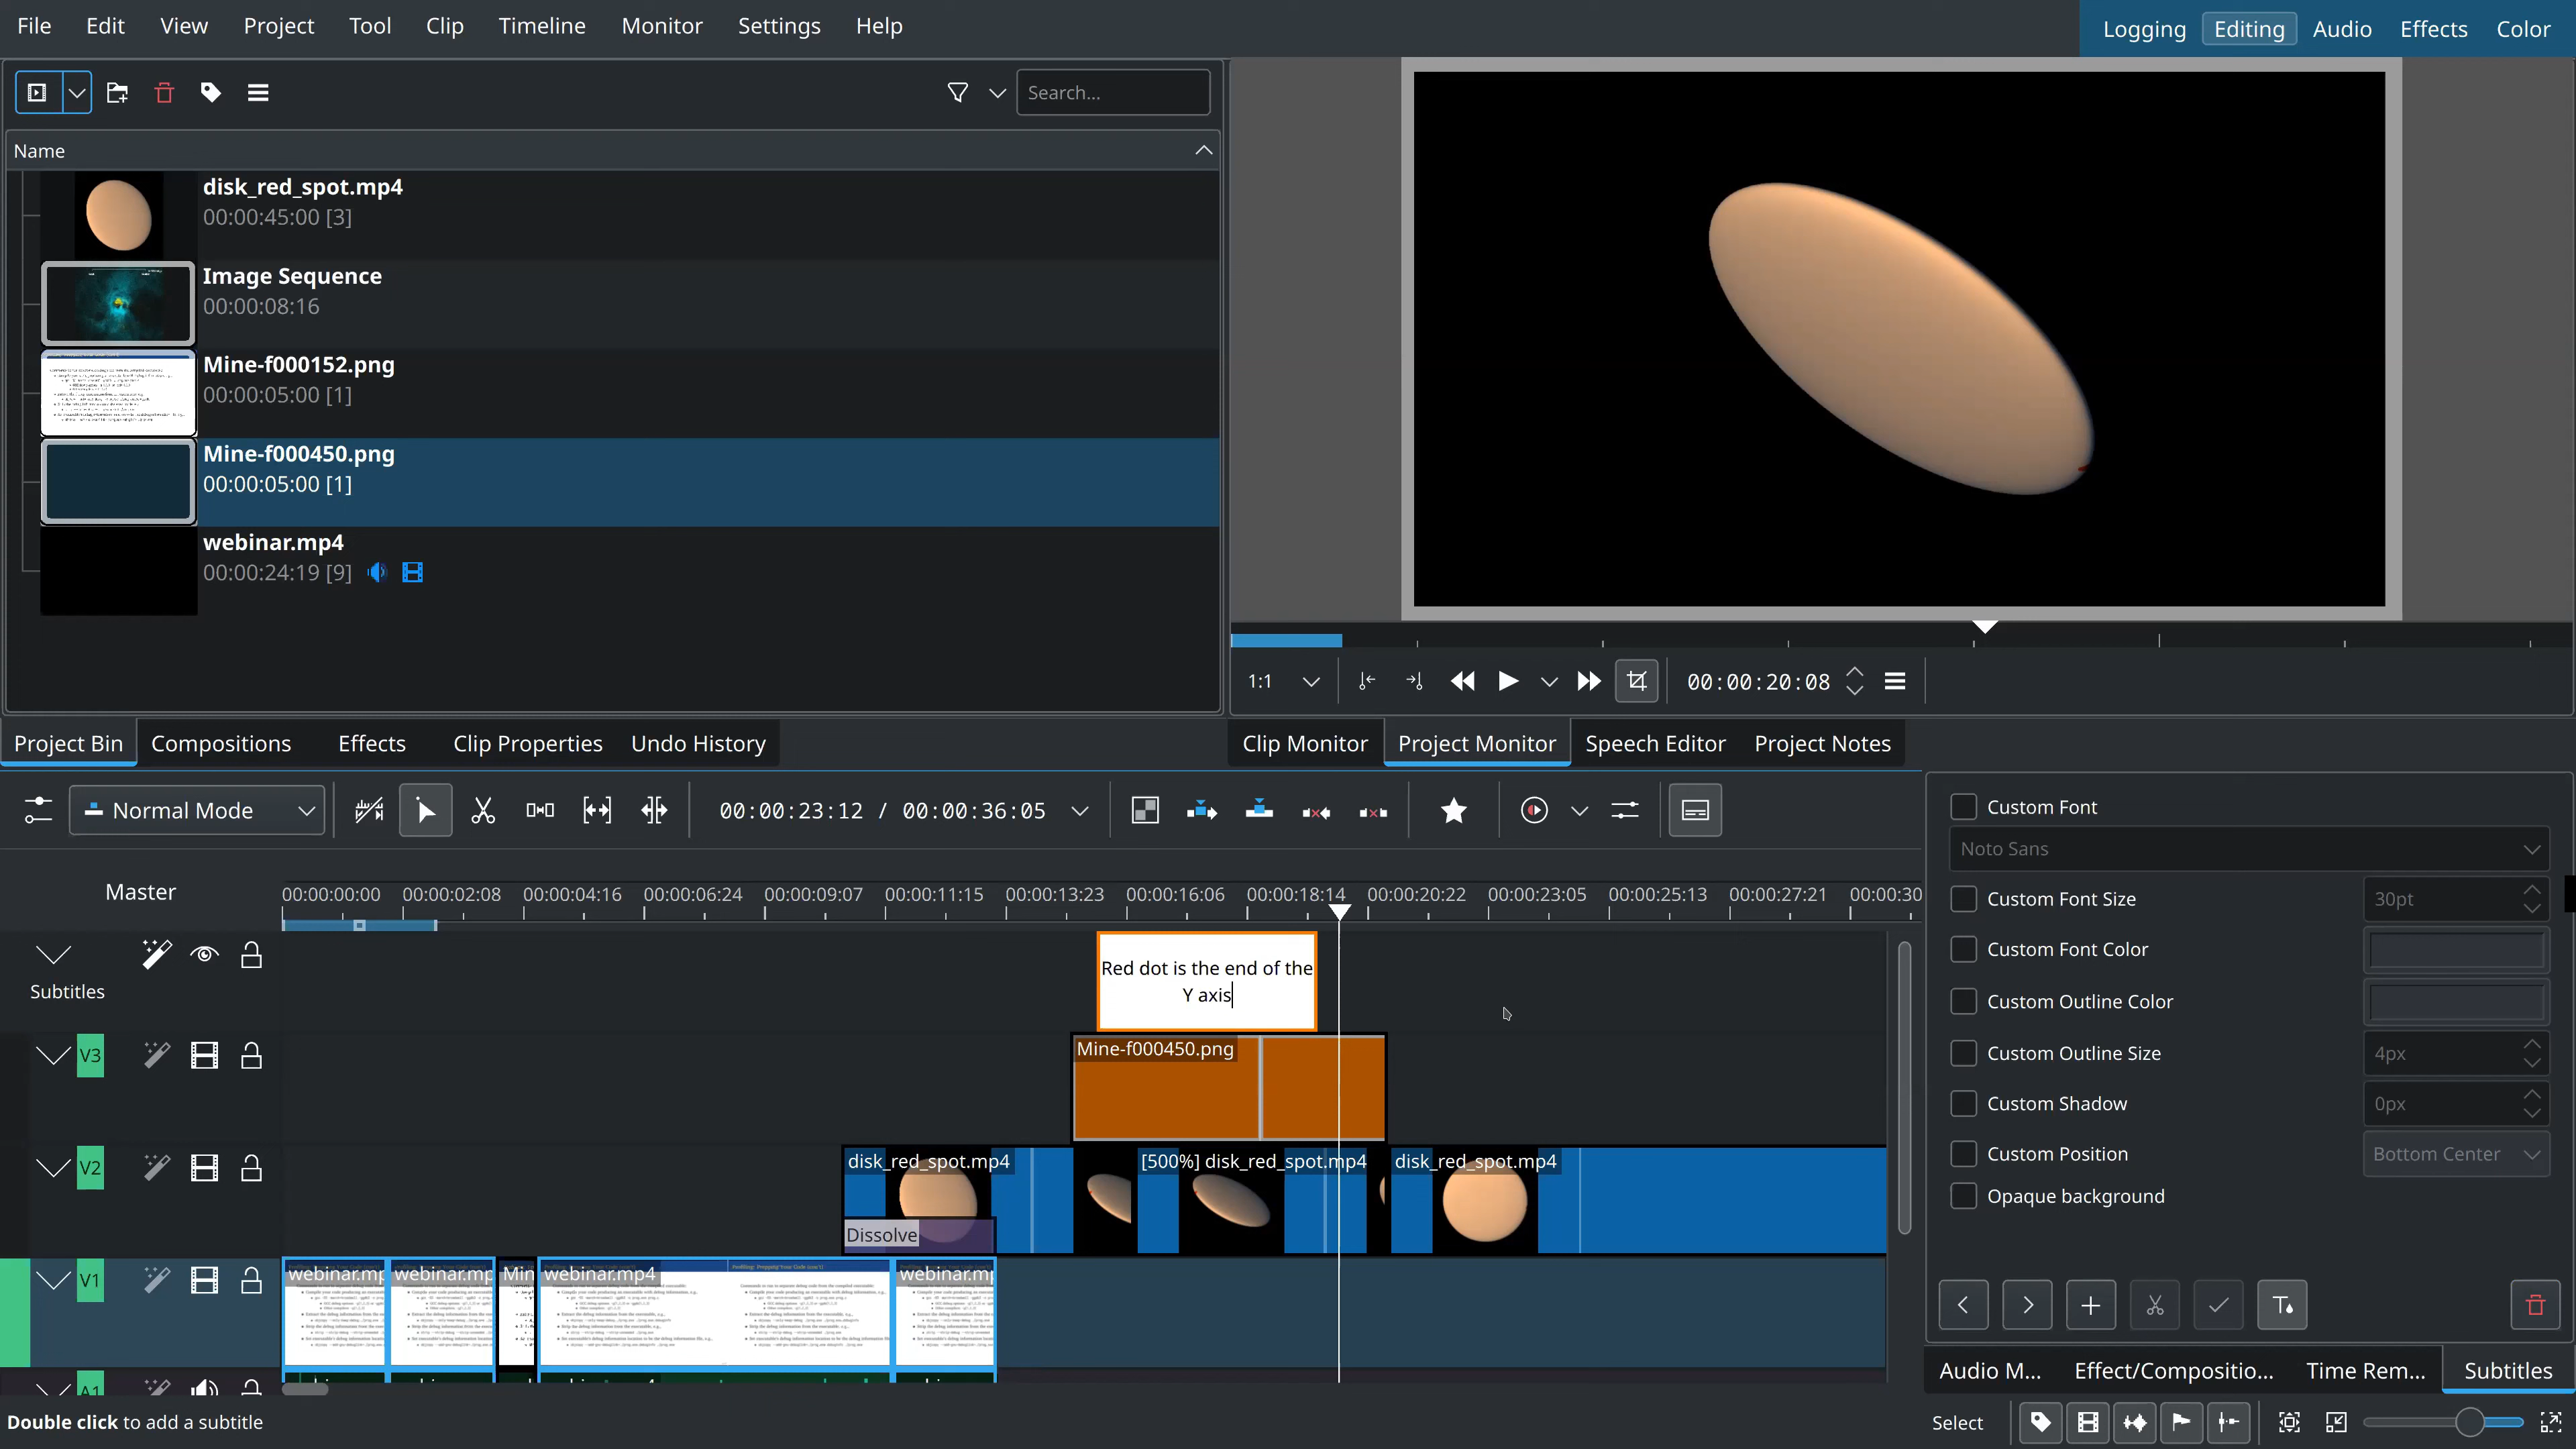 File Edit View Project Tool Clip Timeline Monitor Settings Help
Logging Editing Audio Effects Color
Search...
Name
disk_red_spot.mp4
00:00:45:00 [3]
Image Sequence
00:00:08:16
Mine-f000152.png
00:00:05:00 [1]
Mine-f000450.png
00:00:05:00 [1]
webinar.mp4
00:00:24:19 [9]
1:1
00:00:20:08
Project Bin Compositions Effects Clip Properties Undo History
Clip Monitor Project Monitor Speech Editor Project Notes
Normal Mode
00:00:23:12 / 00:00:36:05
Master
00:00:00:00 00:00:02:08 00:00:04:16 00:00:06:24 00:00:09:07 00:00:11:15 00:00:13:23 00:00:16:06 00:00:18:14 00:00:20:22 00:00:23:05 00:00:25:13 00:00:27:21 00:00:30
Subtitles
Red dot is the end of the
Y axis
V3
Mine-f000450.png
V2
disk_red_spot.mp4 [500%] disk_red_spot.mp4 disk_red_spot.mp4
Dissolve
V1
webinar.mp webinar.mp Min webinar.mp4 webinar.mp
A1
Double click to add a subtitle
Custom Font
Noto Sans
Custom Font Size 30pt
Custom Font Color
Custom Outline Color
Custom Outline Size 4px
Custom Shadow 0px
Custom Position Bottom Center
Opaque background
Audio M... Effect/Compositio... Time Rem... Subtitles
Select